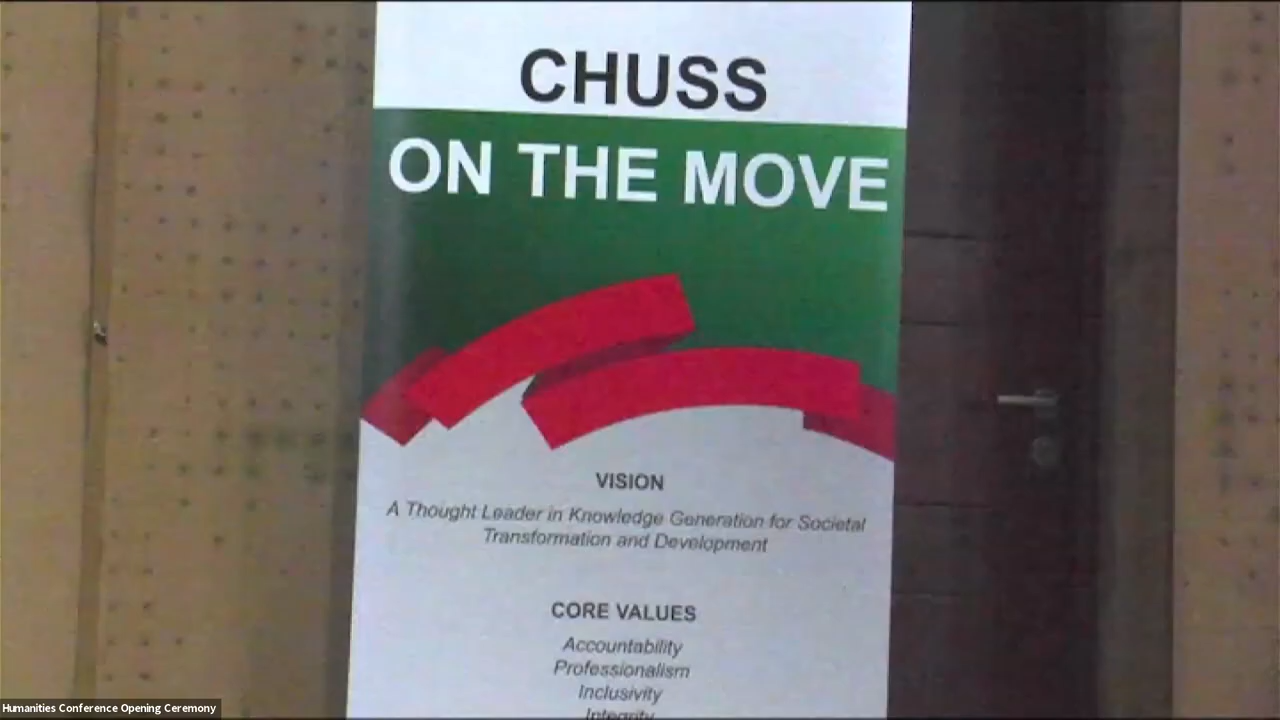 CHUSS
ON THE MOVE
VISION
A Thought Leader in Knowledge Generation for Societal
Transformation and Development
CORE VALUES
Accountability
Professionalism
Inclusivity
Integrity
Humanities Conference Opening Ceremony